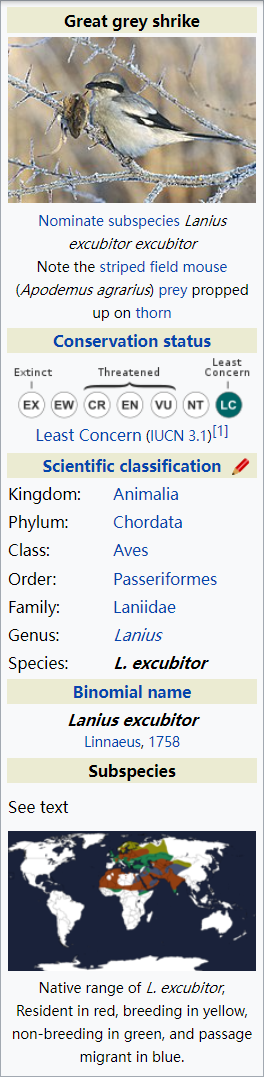 Great grey shrike
Nominate subspecies Lanius
excubitor excubitor
Note the striped field mouse
(Apodemus agrarius) prey propped
up on thorn
Conservation status
Extinct
Threatened
Least
Concern
EX EW CR EN VU NT LC
Least Concern (IUCN 3.1)[1]
Scientific classification
Kingdom: Animalia
Phylum: Chordata
Class: Aves
Order: Passeriformes
Family: Laniidae
Genus: Lanius
Species: L. excubitor
Binomial name
Lanius excubitor
Linnaeus, 1758
Subspecies
See text
Native range of L. excubitor,
Resident in red, breeding in yellow,
non-breeding in green, and passage
migrant in blue.